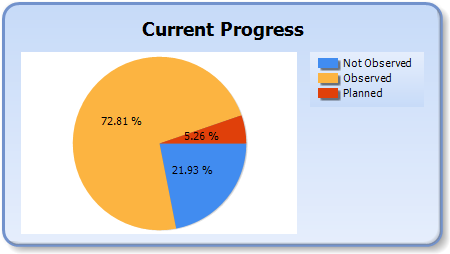 Current Progress
Not Observed
Observed
Planned
72.81 %
5.26 %
21.93 %